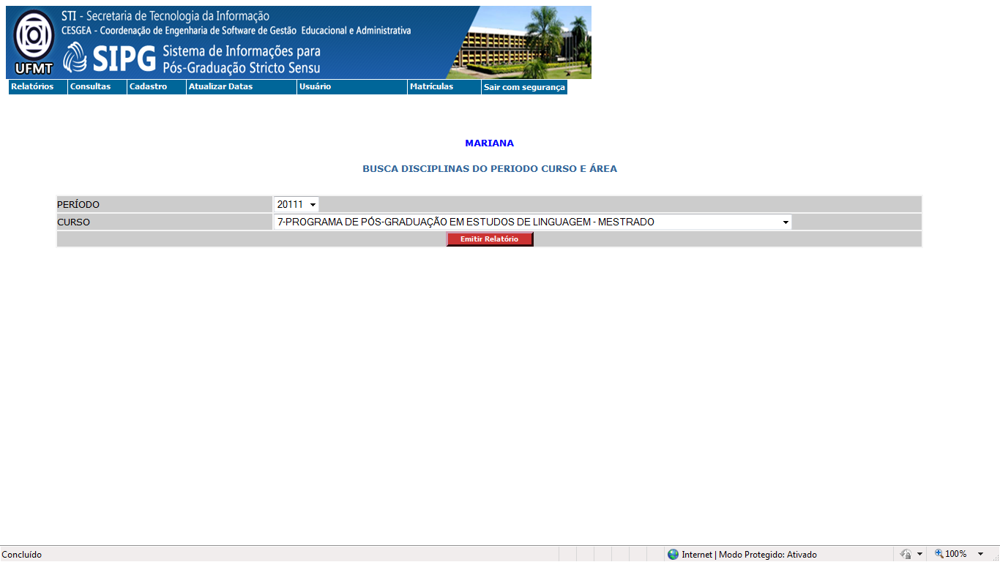 STI - Secretaria de Tecnologia da Informação
CESGEA - Coordenação de Engenharia de Software de Gestão Educacional e Administrativa
SIPG Sistema de Informações para
Pós-Graduação Stricto Sensu
UFMT
Relatórios Consultas Cadastro Atualizar Datas Usuário Matrículas Sair com segurança
MARIANA
BUSCA DISCIPLINAS DO PERIODO CURSO E ÁREA
PERÍODO 20111
CURSO 7-PROGRAMA DE PÓS-GRADUAÇÃO EM ESTUDOS DE LINGUAGEM - MESTRADO
Emitir Relatório
Concluído Internet | Modo Protegido: Ativado 100%